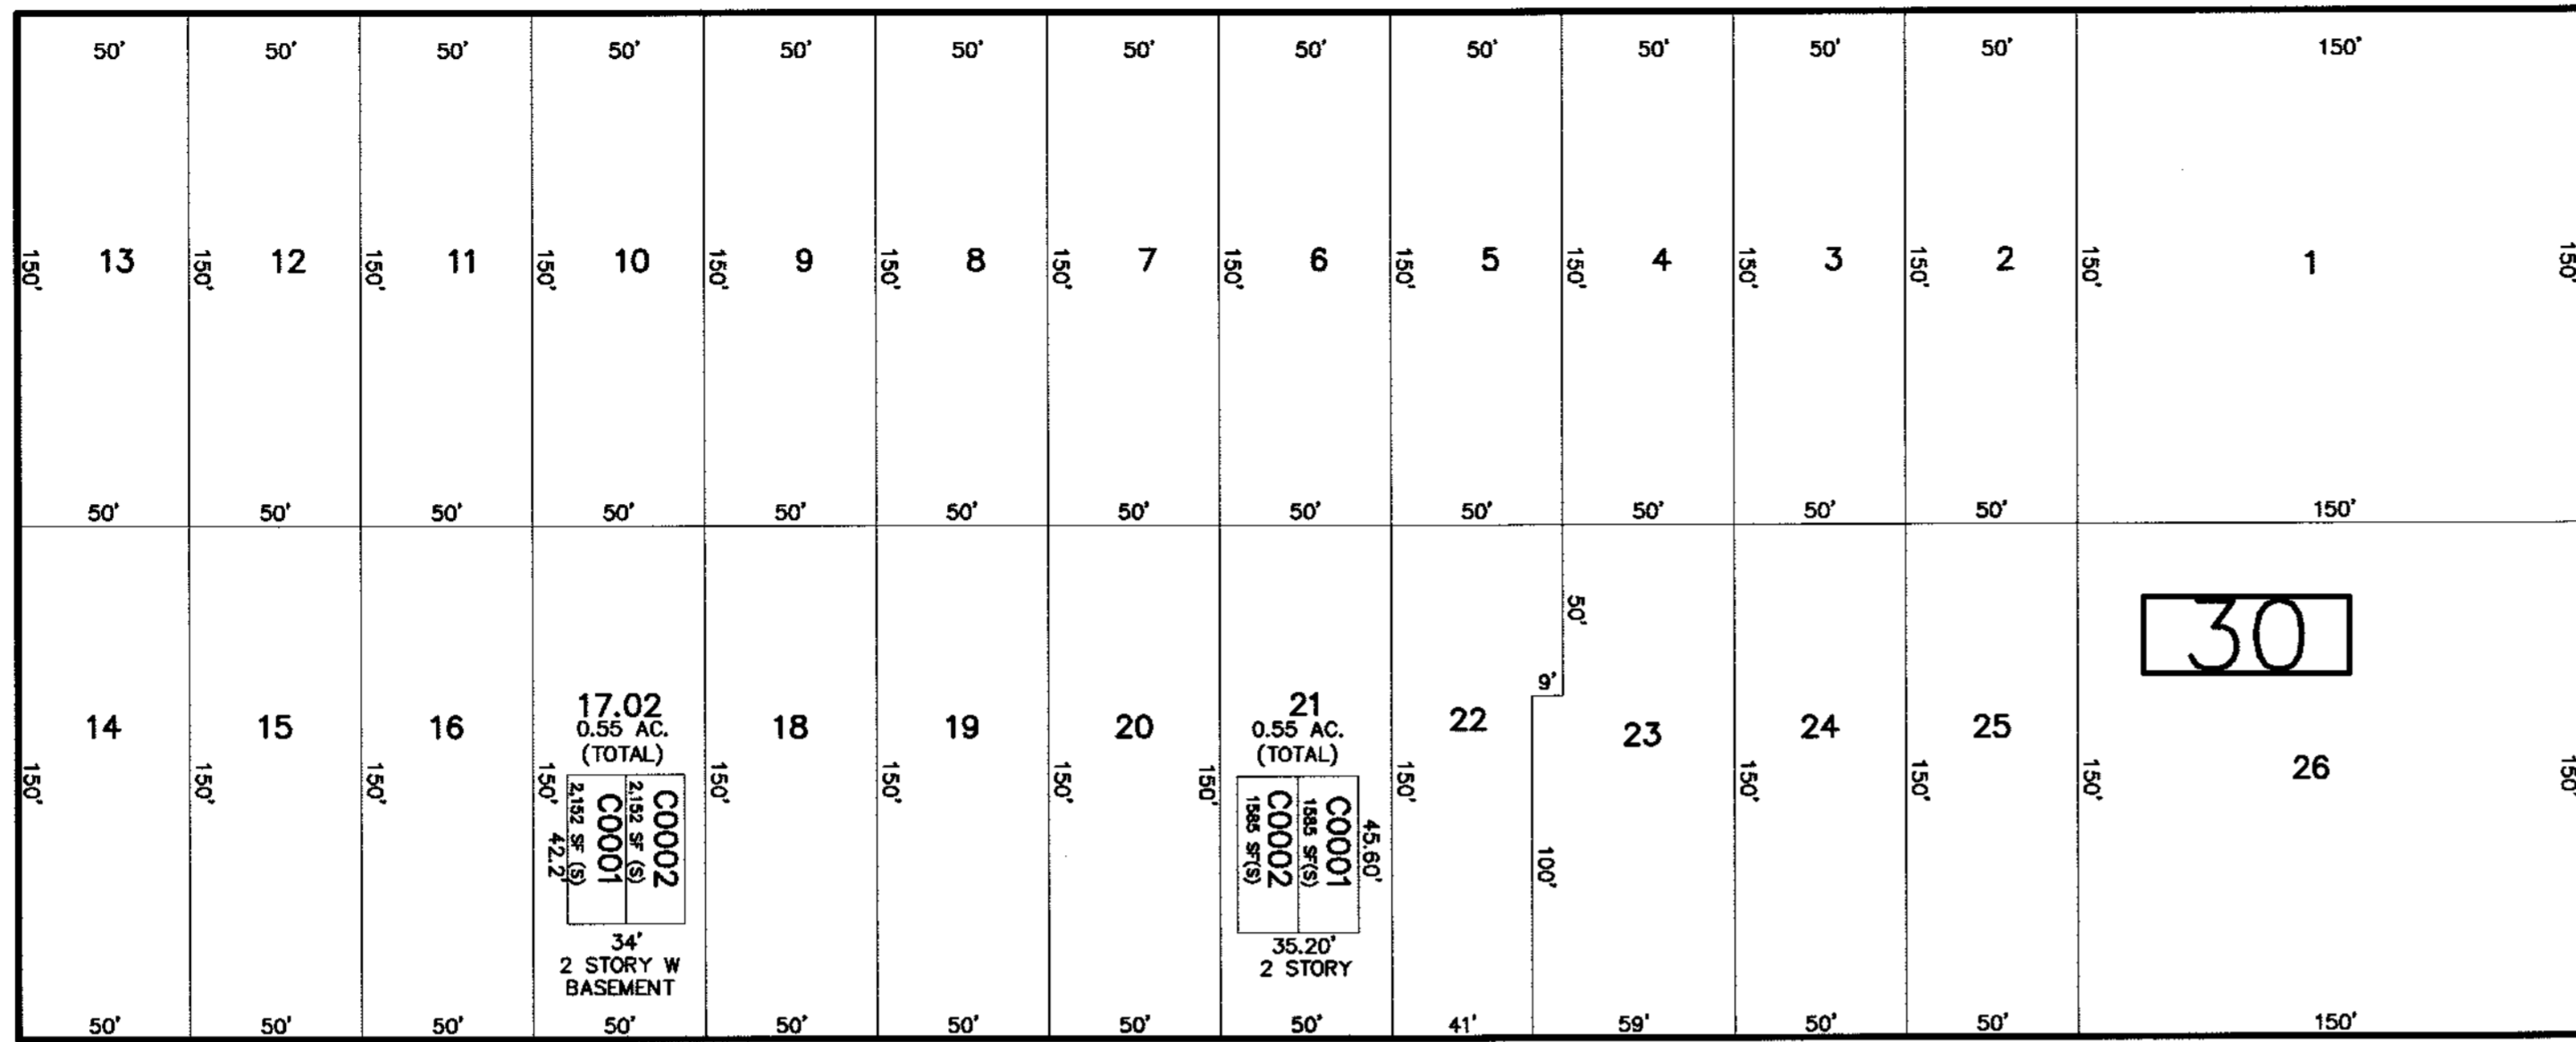 50' 50' 50' 50' 50' 50' 50' 50' 50' 50' 50' 50' 150'
150' 13 150' 12 150' 11 150' 10 150' 9 150' 8 150' 7 150' 6 150' 5 150' 4 150' 3 150' 2 150' 1 150'
50' 50' 50' 50' 50' 50' 50' 50' 50' 50' 50' 50' 150'
50'
30
9'
14 15 16 17.02 18 19 20 21 22 23 24 25 26
0.55 AC.
(TOTAL)
0.55 AC.
(TOTAL)
150' 150' 150' 150' 150' 150' 150' 150' 150' 150' 150' 150' 150'
C0002
2,152 SF (S)
C0001
2,152 SF (S)
42.2'
34'
2 STORY W
BASEMENT
45.60'
C0001
1585 SF(S)
C0002
1585 SF(S)
35.20'
2 STORY
100'
50' 50' 50' 50' 50' 50' 50' 50' 41' 59' 50' 50' 150'